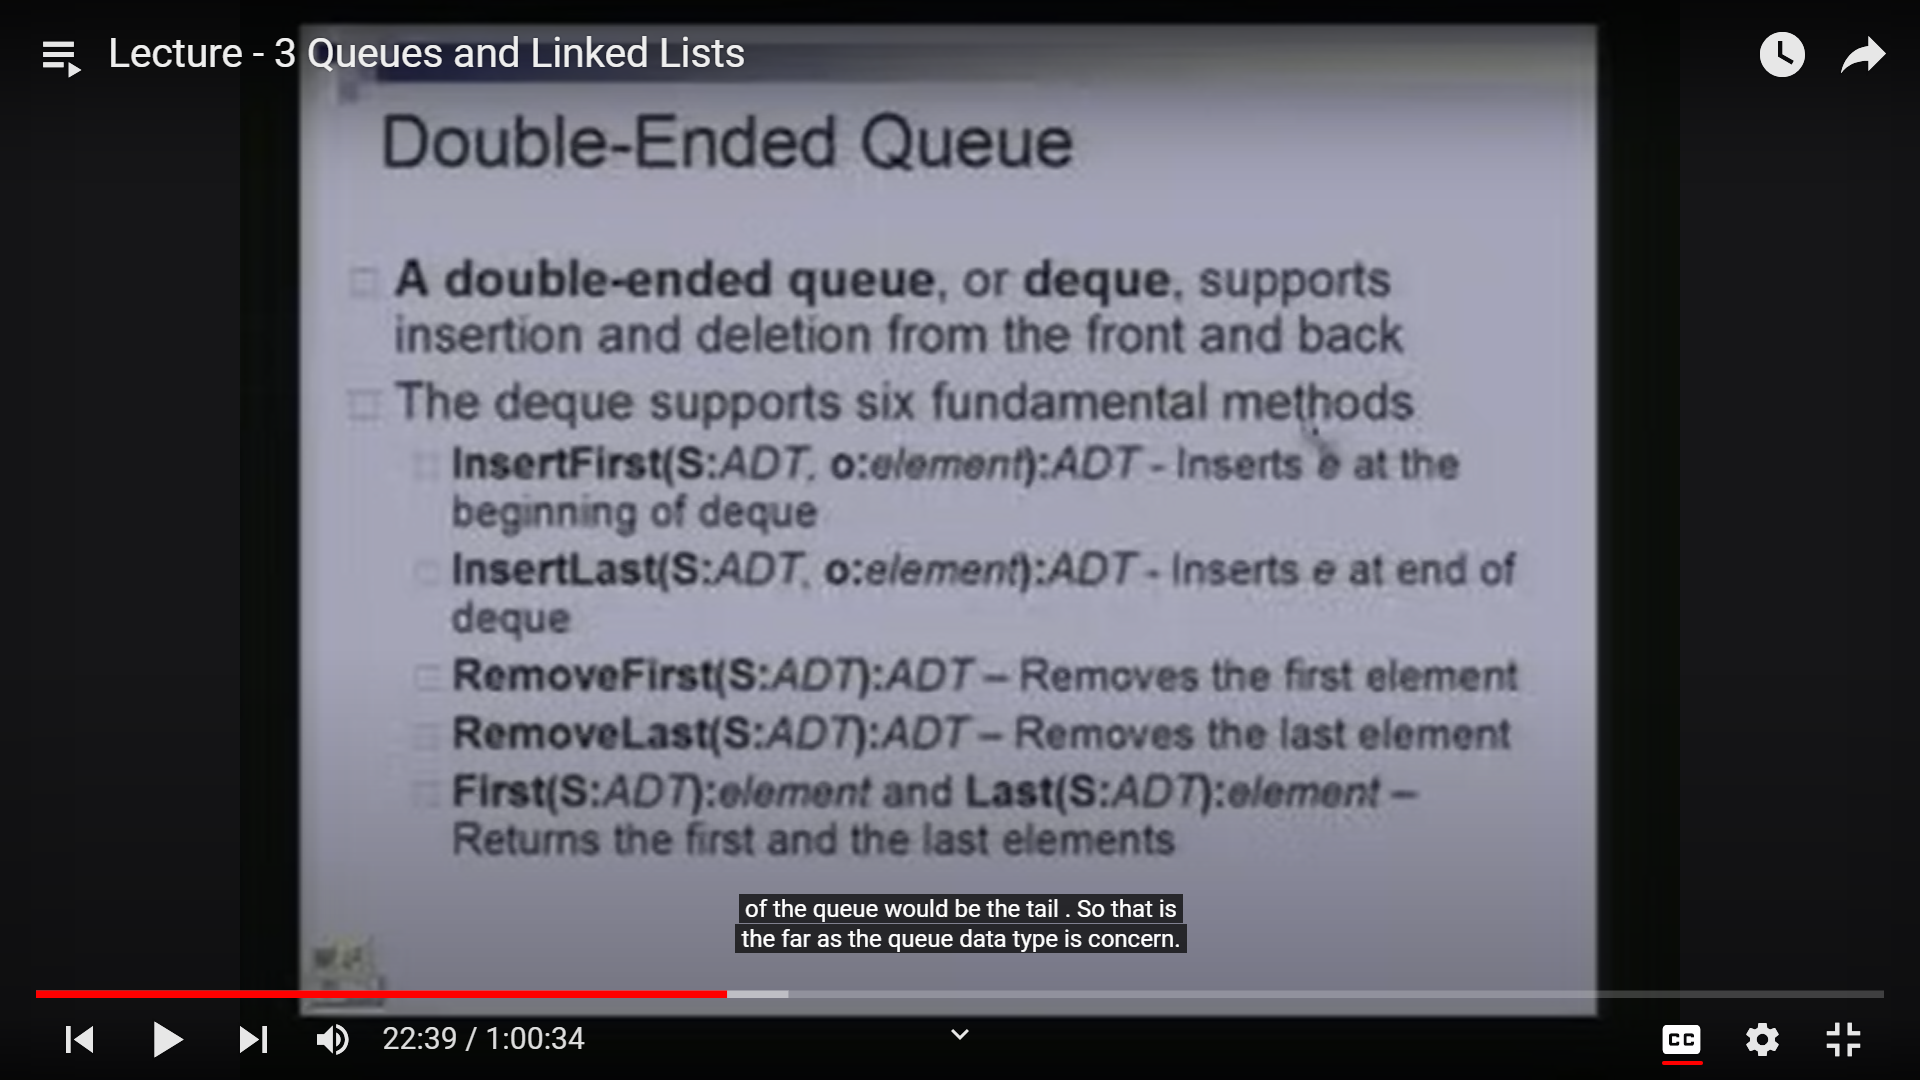 Lecture - 3 Queues and Linked Lists
Double-Ended Queue
A double-ended queue, or deque, supports
insertion and deletion from the front and back
The deque supports six fundamental methods
InsertFirst(S:ADT, o:element):ADT - Inserts e at the
beginning of deque
InsertLast(S:ADT, o:element):ADT - Inserts e at end of
deque
RemoveFirst(S:ADT):ADT – Removes the first element
RemoveLast(S:ADT):ADT – Removes the last element
First(S:ADT):element and Last(S:ADT):element –
Returns the first and the last elements
of the queue would be the tail . So that is
the far as the queue data type is concern.
22:39 / 1:00:34
CC